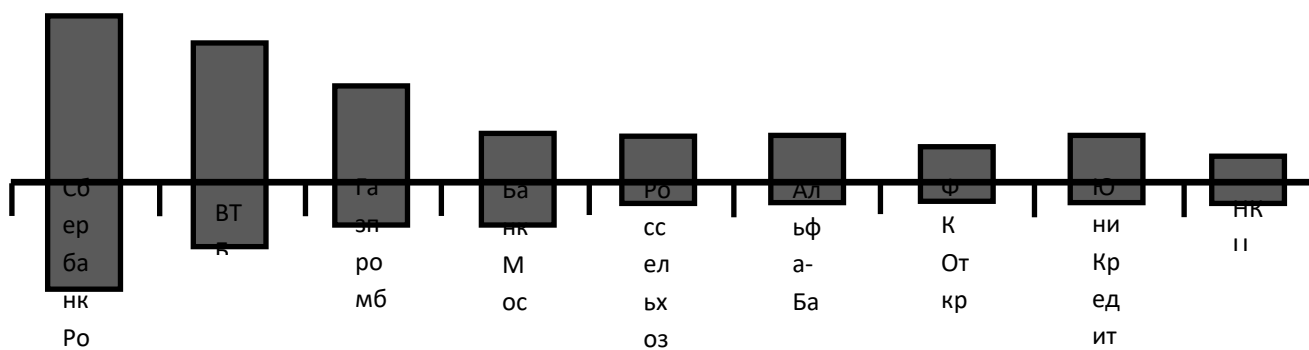 Сб
ер
ба
нк
Ро
ВТ
Б
Га
зп
ро
мб
Ба
нк
М
ос
Ро
сс
ел
ьх
оз
Ал
ьф
а-
Ба
Ф
К
От
кр
Ю
ни
Кр
ед
ит
НК
Ц